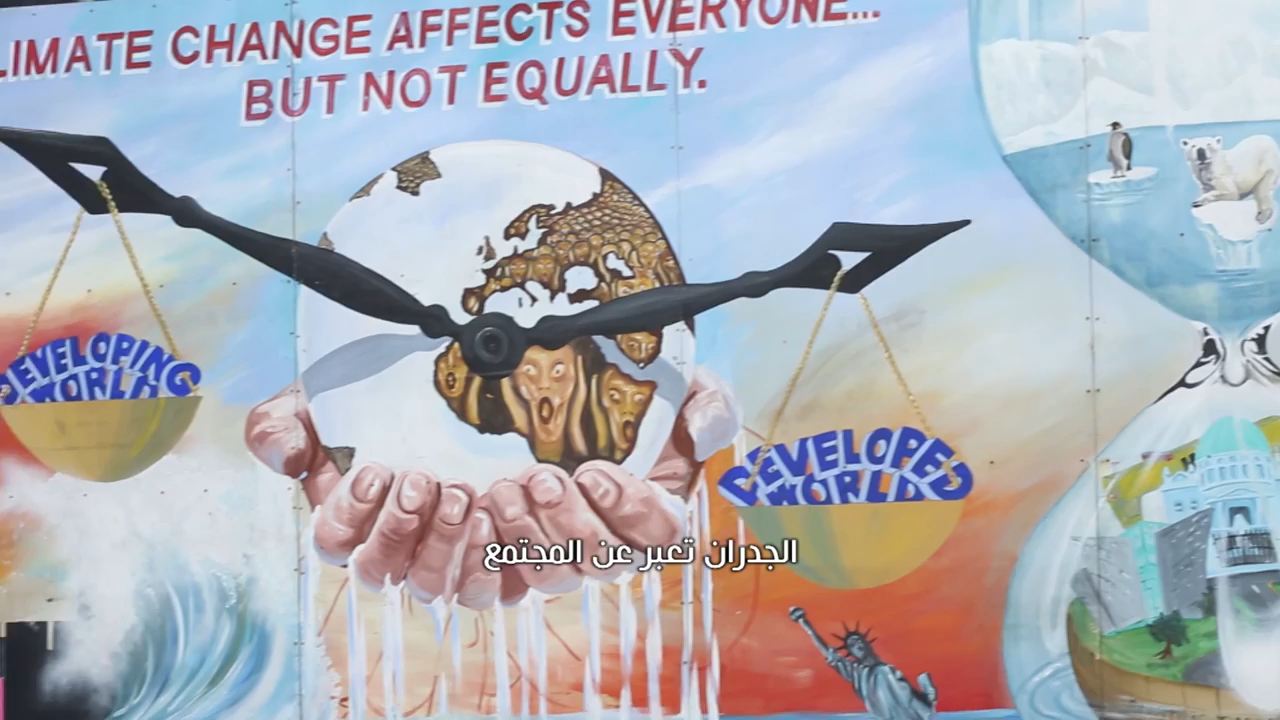 LIMATE CHANGE AFFECTS EVERYONE...
BUT NOT EQUALLY.
DEVELOPING
WORLD
DEVELOPED
WORLD
الجدران تعبر عن المجتمع